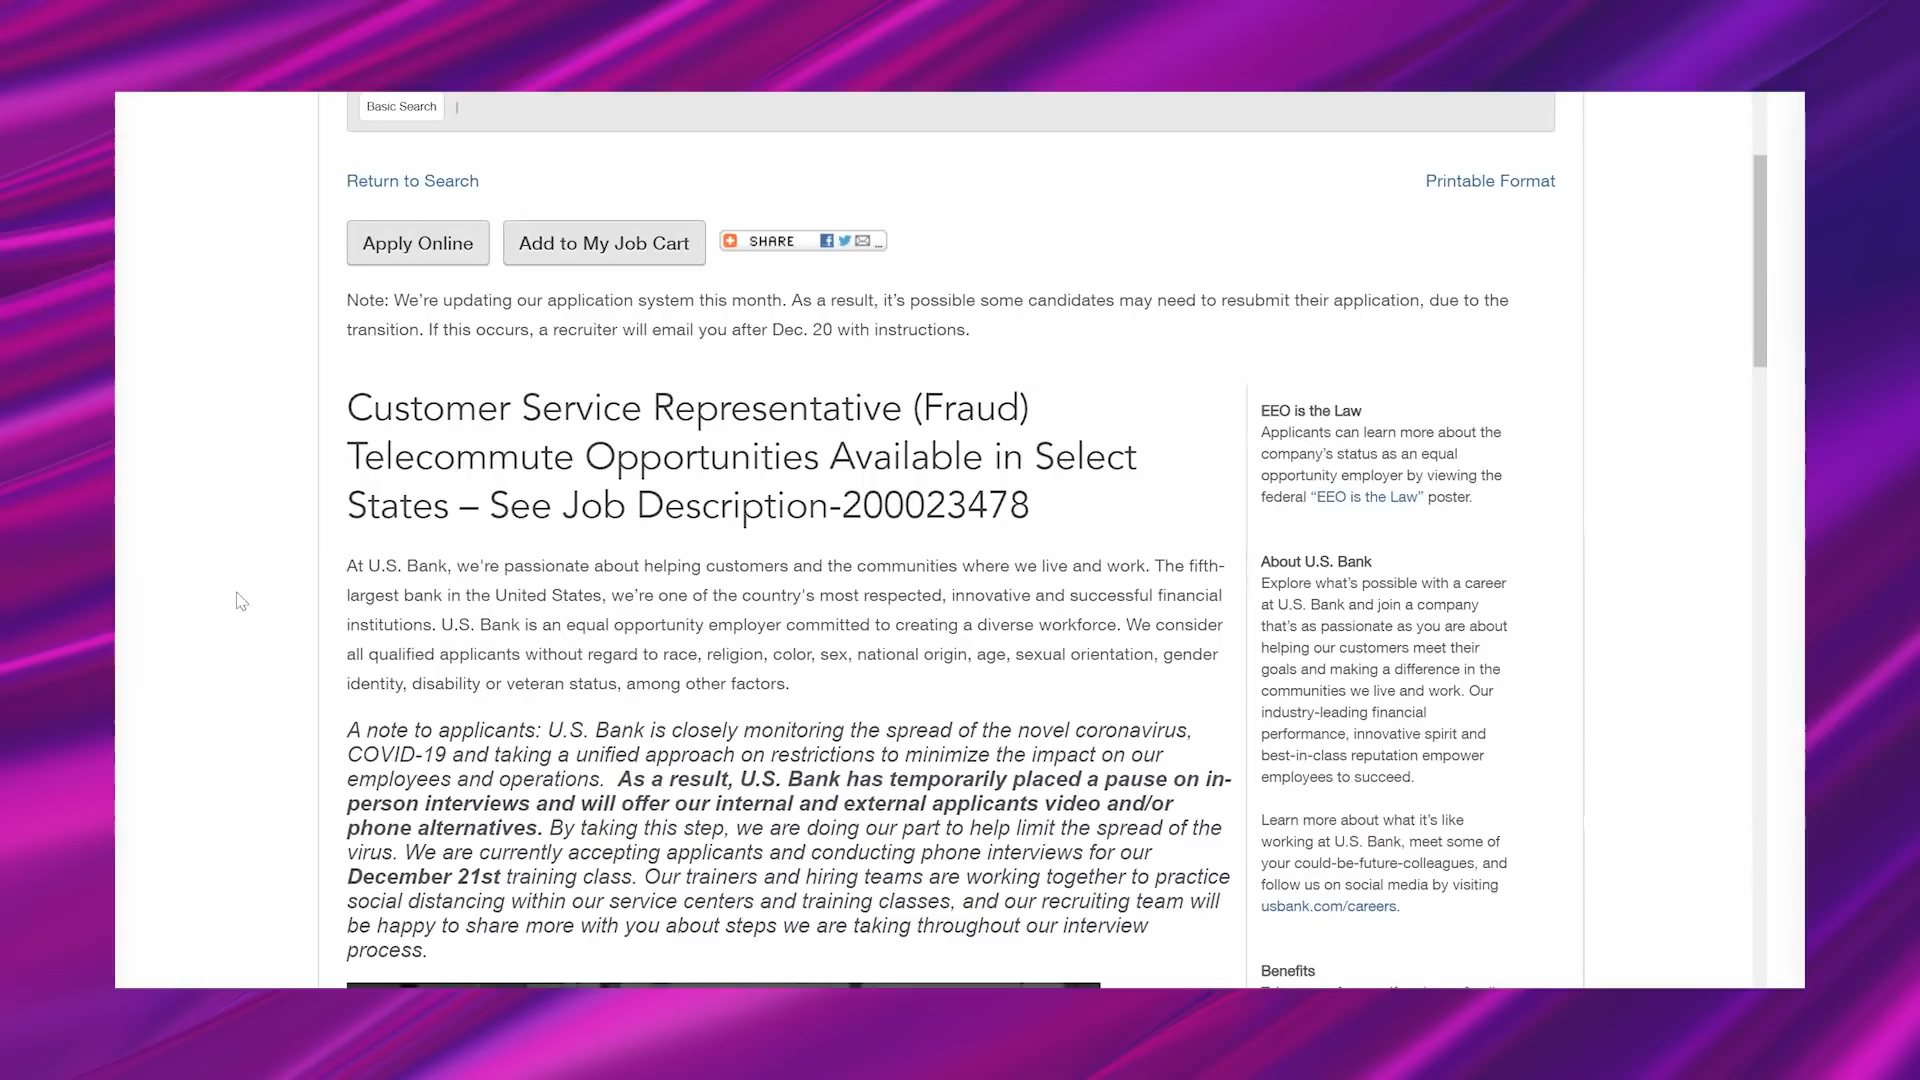 Basic Search |
Return to Search
Printable Format
Apply Online
Add to My Job Cart
SHARE
Note: We’re updating our application system this month. As a result, it’s possible some candidates may need to resubmit their application, due to the
transition. If this occurs, a recruiter will email you after Dec. 20 with instructions.
Customer Service Representative (Fraud)
Telecommute Opportunities Available in Select
States – See Job Description-200023478
At U.S. Bank, we're passionate about helping customers and the communities where we live and work. The fifth-
largest bank in the United States, we’re one of the country's most respected, innovative and successful financial
institutions. U.S. Bank is an equal opportunity employer committed to creating a diverse workforce. We consider
all qualified applicants without regard to race, religion, color, sex, national origin, age, sexual orientation, gender
identity, disability or veteran status, among other factors.
A note to applicants: U.S. Bank is closely monitoring the spread of the novel coronavirus,
COVID-19 and taking a unified approach on restrictions to minimize the impact on our
employees and operations. As a result, U.S. Bank has temporarily placed a pause on in-
person interviews and will offer our internal and external applicants video and/or
phone alternatives. By taking this step, we are doing our part to help limit the spread of the
virus. We are currently accepting applicants and conducting phone interviews for our
December 21st training class. Our trainers and hiring teams are working together to practice
social distancing within our service centers and training classes, and our recruiting team will
be happy to share more with you about steps we are taking throughout our interview
process.
EEO is the Law
Applicants can learn more about the
company’s status as an equal
opportunity employer by viewing the
federal “EEO is the Law” poster.
About U.S. Bank
Explore what’s possible with a career
at U.S. Bank and join a company
that’s as passionate as you are about
helping our customers meet their
goals and making a difference in the
communities we live and work. Our
industry-leading financial
performance, innovative spirit and
best-in-class reputation empower
employees to succeed.
Learn more about what it’s like
working at U.S. Bank, meet some of
your could-be-future-colleagues, and
follow us on social media by visiting
usbank.com/careers.
Benefits